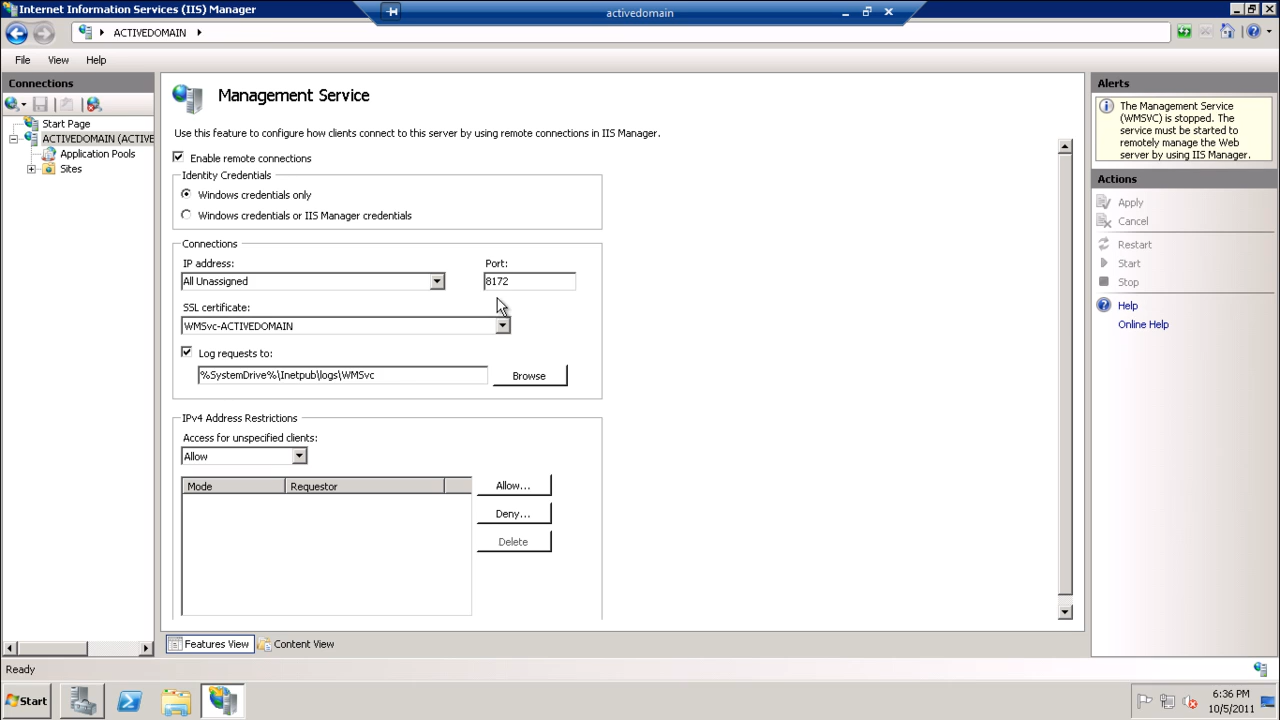 Internet Information Services (IIS) Manager
activedomain
ACTIVEDOMAIN
File View Help
Connections
Start Page
ACTIVEDOMAIN (ACTIVE
Application Pools
Sites
Management Service
Use this feature to configure how clients connect to this server by using remote connections in IIS Manager.
Enable remote connections
Identity Credentials
Windows credentials only
Windows credentials or IIS Manager credentials
Connections
IP address: Port:
All Unassigned 8172
SSL certificate:
WMSvc-ACTIVEDOMAIN
Log requests to:
%SystemDrive%\Inetpub\logs\WMSvc Browse
IPv4 Address Restrictions
Access for unspecified clients:
Allow
Mode Requestor
Allow...
Deny...
Delete
Features View Content View
Alerts
The Management Service
(WMSVC) is stopped. The
service must be started to
remotely manage the Web
server by using IIS Manager.
Actions
Apply
Cancel
Restart
Start
Stop
Help
Online Help
Ready
Start
6:36 PM
10/5/2011